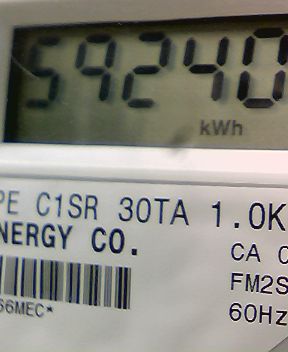 59240
kWh
PE C1SR 30TA 1.0K
NERGY CO.
CA
FM2S
66MEC*
60Hz